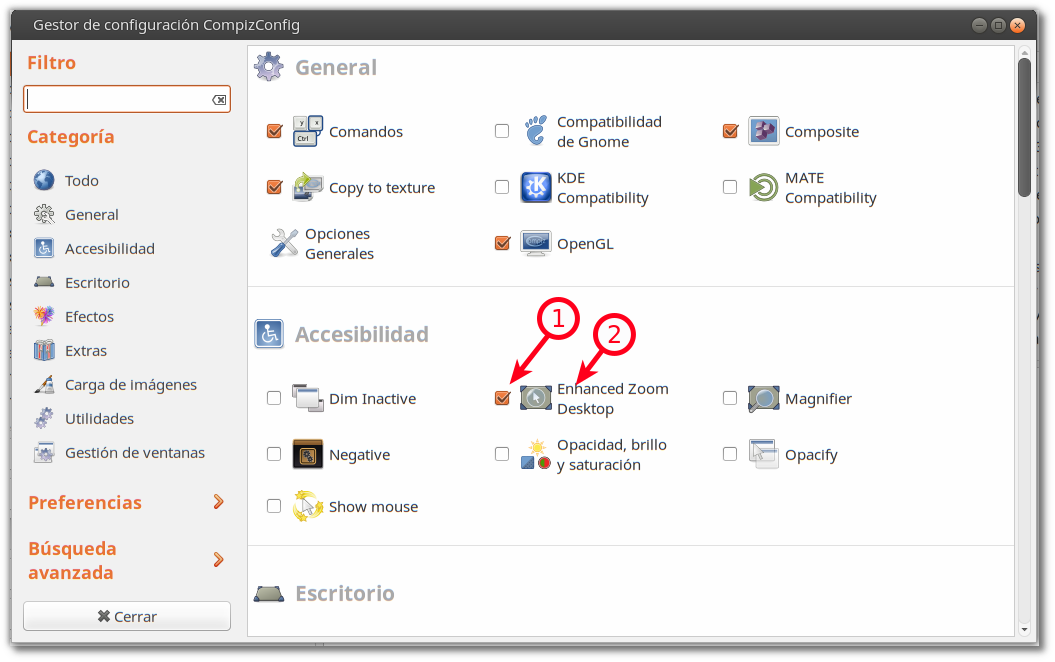 Gestor de configuración CompizConfig
Filtro
Categoría
Todo
General
Accesibilidad
Escritorio
Efectos
Extras
Carga de imágenes
Utilidades
Gestión de ventanas
Preferencias
Búsqueda
avanzada
Cerrar
General
Comandos
Compatibilidad
de Gnome
Composite
Copy to texture
KDE
Compatibility
MATE
Compatibility
Opciones
Generales
OpenGL
Accesibilidad
1
2
Dim Inactive
Enhanced Zoom
Desktop
Magnifier
Negative
Opacidad, brillo
y saturación
Opacify
Show mouse
Escritorio